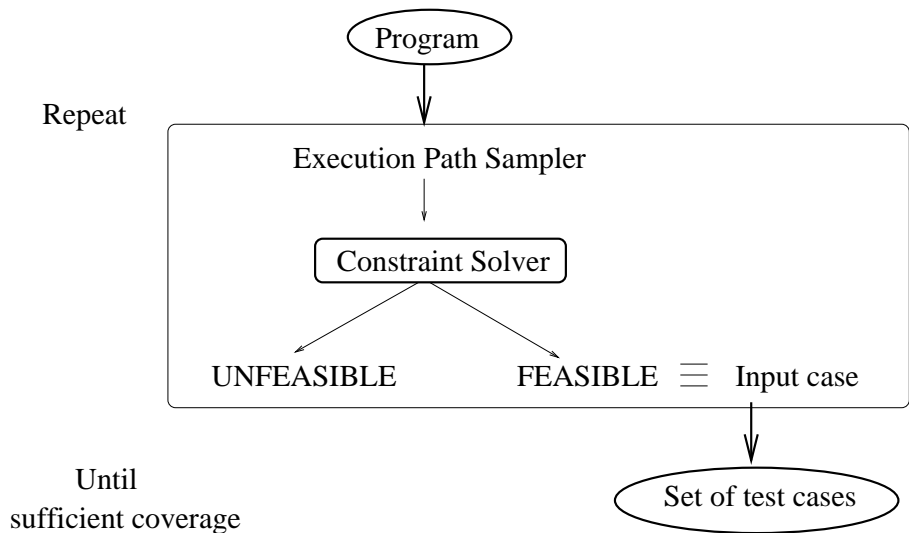 Program
Repeat
Execution Path Sampler
Constraint Solver
UNFEASIBLE
FEASIBLE
Input case
Until
sufficient coverage
Set of test cases